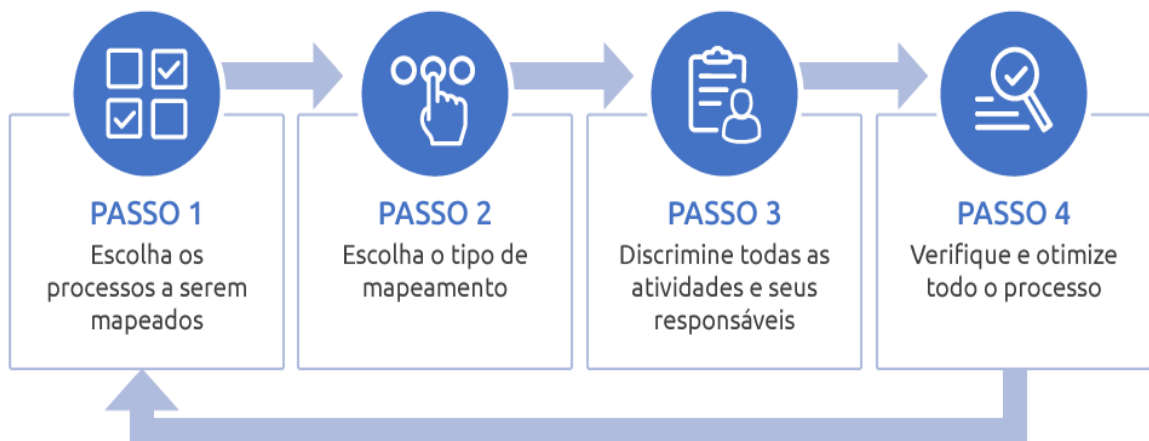 PASSO 1
Escolha os
processos a serem
mapeados
PASSO 2
Escolha o tipo de
mapeamento
PASSO 3
Discrimine todas as
atividades e seus
responsáveis
PASSO 4
Verifique e otimize
todo o processo